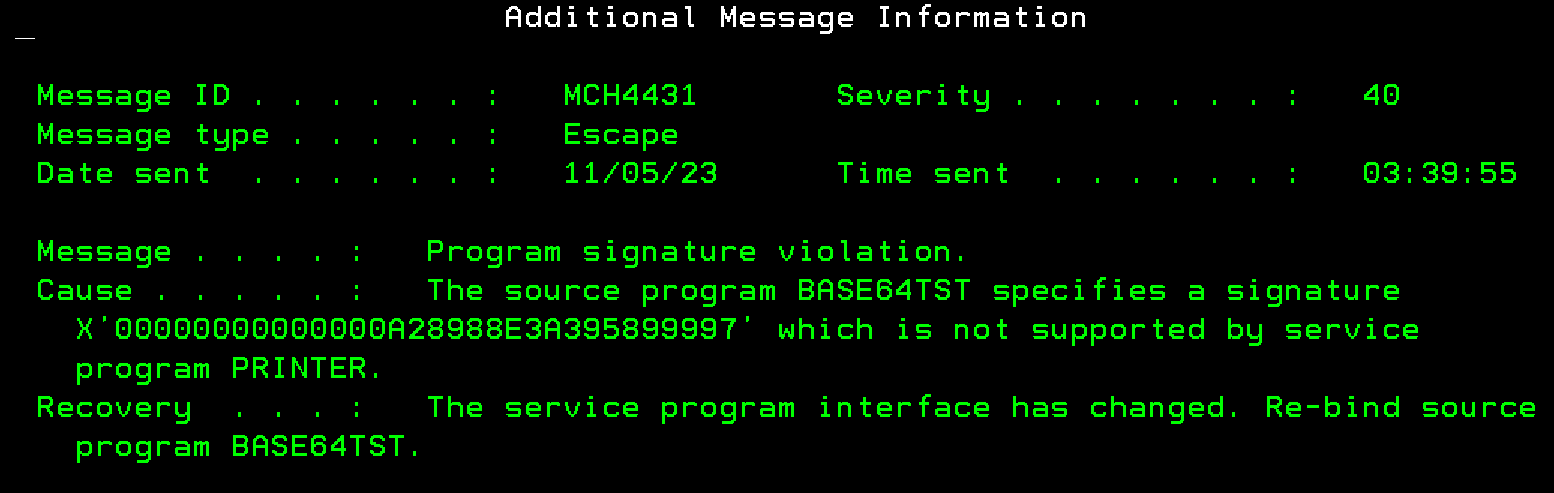 Additional Message Information
Message ID . . . . . . :   MCH4431       Severity . . . . . . . :   40
Message type . . . . . :   Escape
Date sent  . . . . . . :   11/05/23      Time sent  . . . . . . :   03:39:55
Message . . . . :   Program signature violation.
Cause . . . . . :   The source program BASE64TST specifies a signature
X'00000000000000A28988E3A395899997' which is not supported by service
program PRINTER.
Recovery  . . . :   The service program interface has changed. Re-bind source
program BASE64TST.